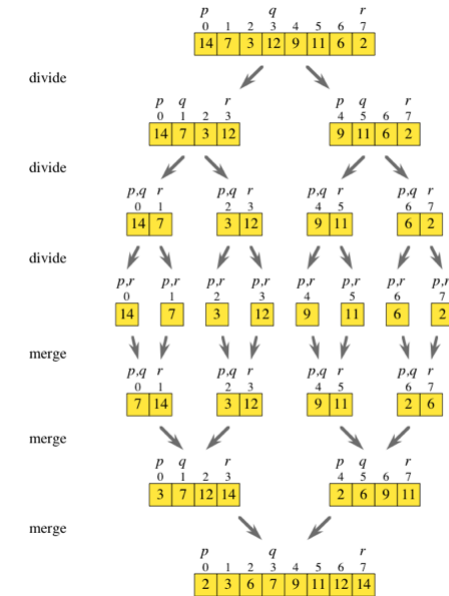 p q r
0 1 2 3 4 5 6 7
14 7 3 12 9 11 6 2
divide
p q r p q r
0 1 2 3 4 5 6 7
14 7 3 12 9 11 6 2
divide
p,q r p,q r p,q r p,q r
0 1 2 3 4 5 6 7
14 7 3 12 9 11 6 2
divide
p,r p,r p,r p,r p,r p,r p,r p,r
0 1 2 3 4 5 6 7
14 7 3 12 9 11 6 2
merge
p,q r p,q r p,q r p,q r
0 1 2 3 4 5 6 7
7 14 3 12 9 11 2 6
merge
p q r p q r
0 1 2 3 4 5 6 7
3 7 12 14 2 6 9 11
merge
p q r
0 1 2 3 4 5 6 7
2 3 6 7 9 11 12 14